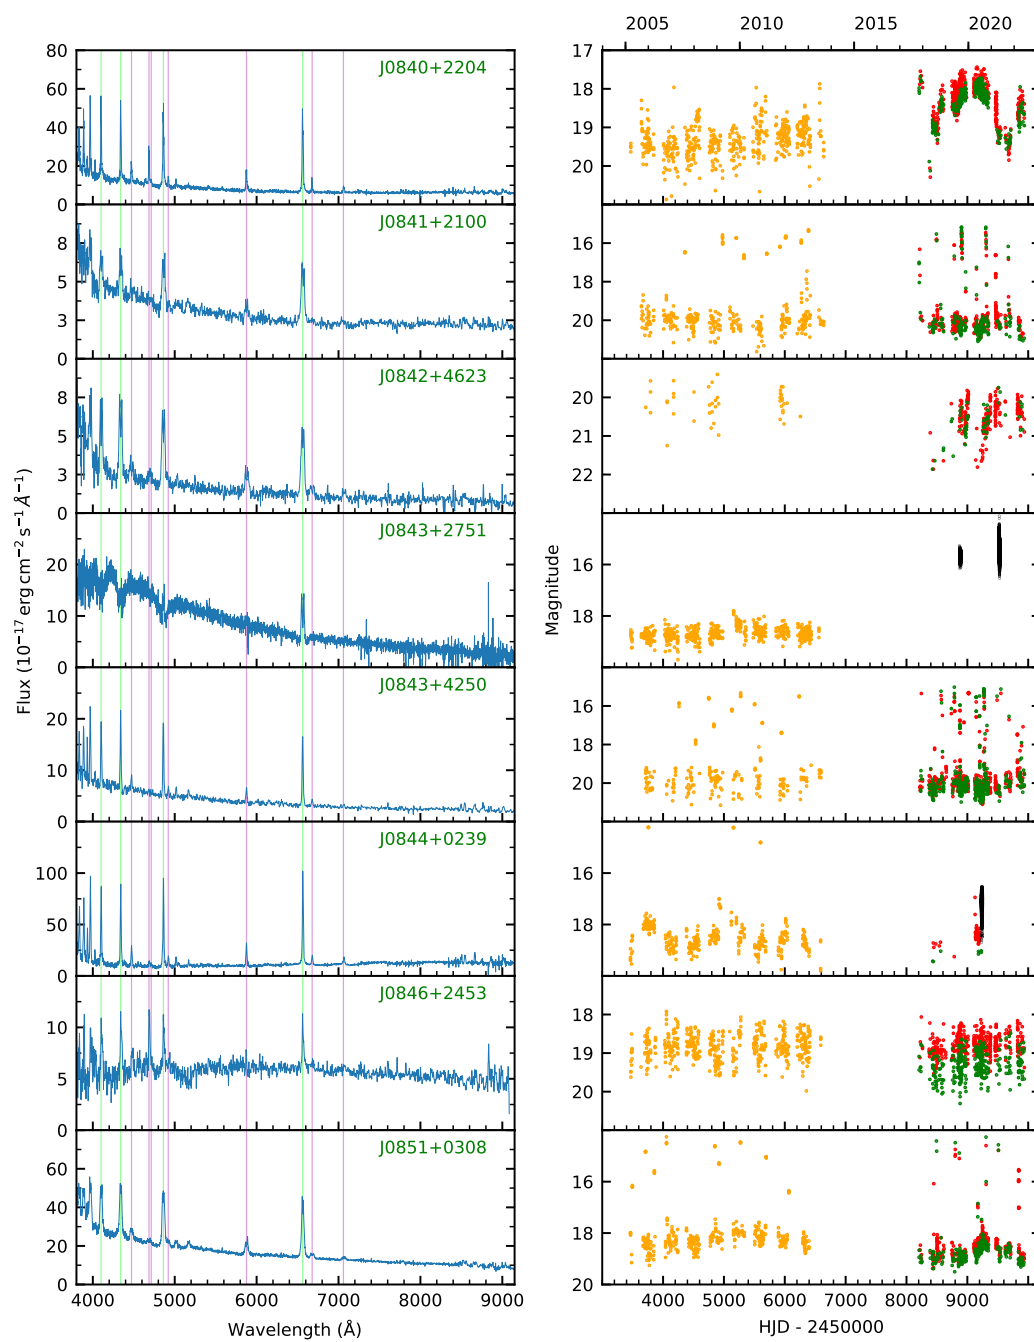 2005 2010 2015 2020
80 J0840+2204 17
60 18
40 19
20 20
0
J0841+2100
8 16
5 18
3 20
0
J0842+4623
8 20
5 21
3 22
0
J0843+2751
20 16
10 18
0
J0843+4250
20 16
10 18
0 20
J0844+0239
100 16
50 18
0
J0846+2453
10 18
5 19
0 20
J0851+0308
60 16
40 18
20 20
0
4000 5000 6000 7000 8000 9000
4000 5000 6000 7000 8000 9000
Wavelength (Å)
HJD - 2450000
Flux (10⁻¹⁷ erg cm⁻² s⁻¹ Å⁻¹)
Magnitude